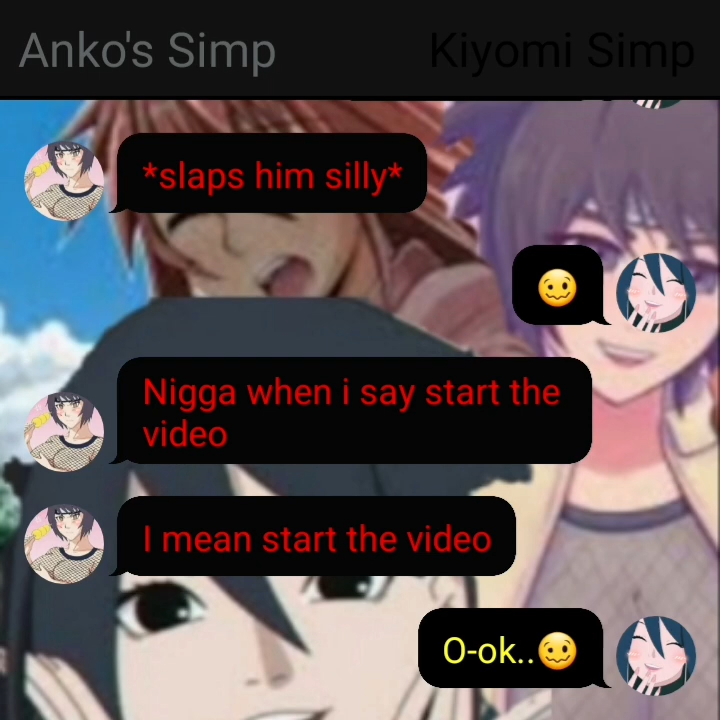 Anko's Simp Kiyomi Simp
*slaps him silly*
🥴
Nigga when i say start the
video
I mean start the video
O-ok..🥴